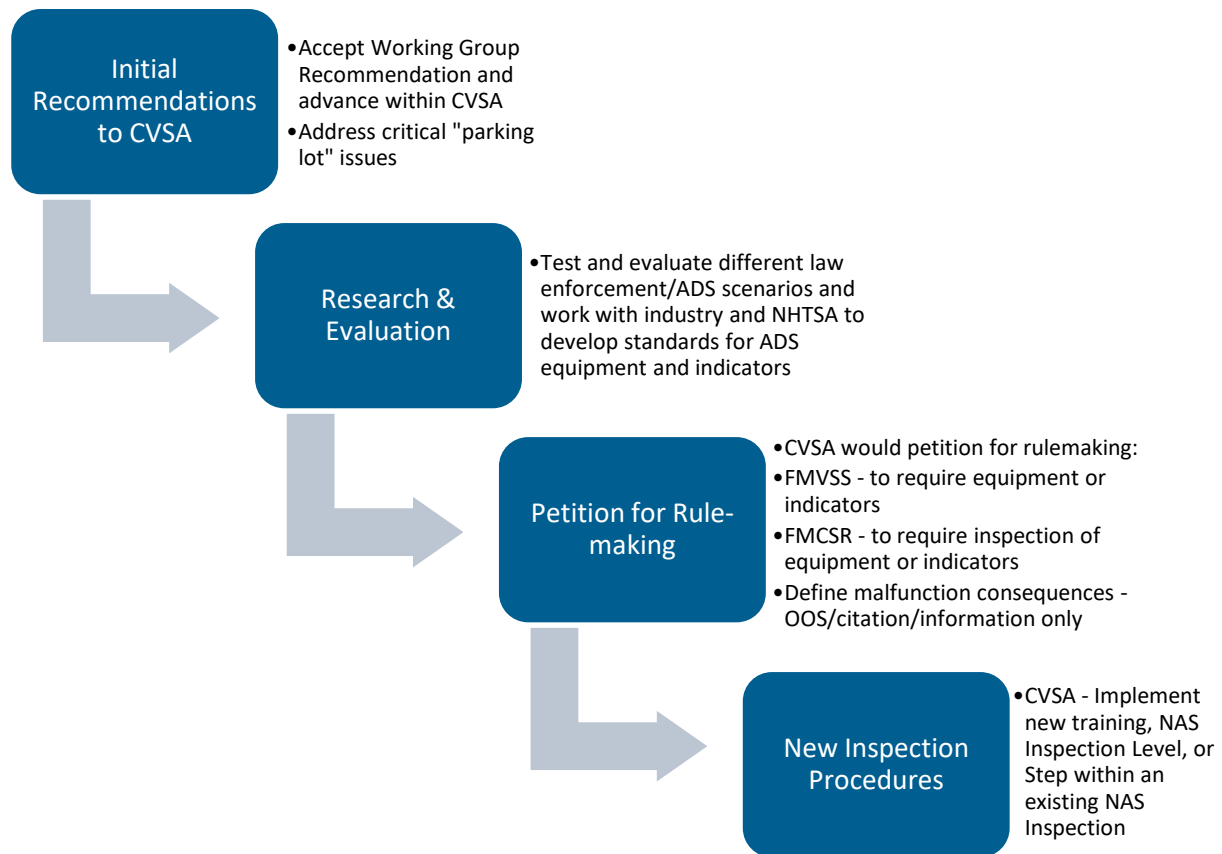 Initial
Recommendations
to CVSA
•Accept Working Group
Recommendation and
advance within CVSA
•Address critical "parking
lot" issues
Research &
Evaluation
•Test and evaluate different law
enforcement/ADS scenarios and
work with industry and NHTSA to
develop standards for ADS
equipment and indicators
Petition for Rule-
making
•CVSA would petition for rulemaking:
•FMVSS - to require equipment or
indicators
•FMCSR - to require inspection of
equipment or indicators
•Define malfunction consequences -
OOS/citation/information only
New Inspection
Procedures
•CVSA - Implement
new training, NAS
Inspection Level, or
Step within an
existing NAS
Inspection